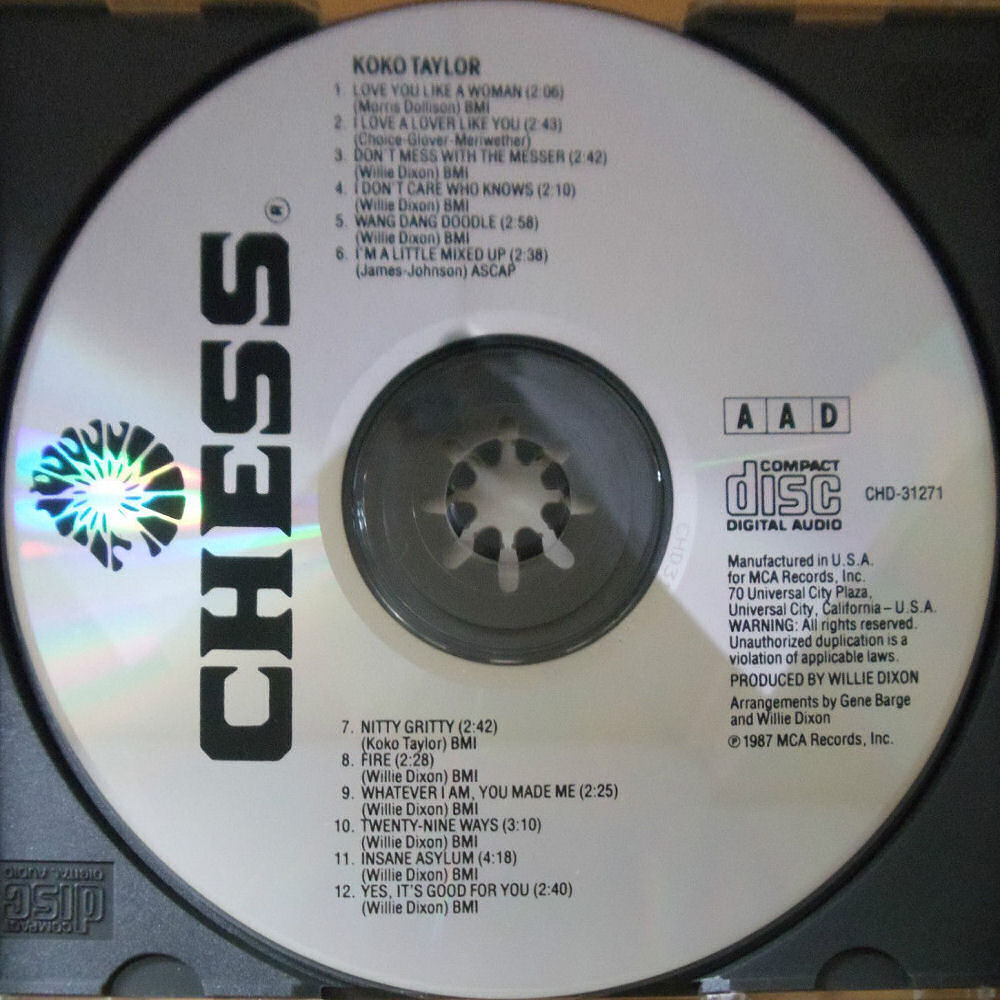 KOKO TAYLOR
1. LOVE YOU LIKE A WOMAN (2:06)
(Morris Dollison) BMI
2. I LOVE A LOVER LIKE YOU (2:43)
(Choice-Glover-Meriwether)
3. DON'T MESS WITH THE MESSER (2:42)
(Willie Dixon) BMI
4. I DON'T CARE WHO KNOWS (2:10)
(Willie Dixon) BMI
5. WANG DANG DOODLE (2:58)
(Willie Dixon) BMI
6. I'M A LITTLE MIXED UP (2:38)
(James-Johnson) ASCAP
CHESS®
A A D
COMPACT
disc
DIGITAL AUDIO
CHD-31271
Manufactured in U.S.A.
for MCA Records, Inc.
70 Universal City Plaza,
Universal City, California – U.S.A.
WARNING: All rights reserved.
Unauthorized duplication is a
violation of applicable laws.
PRODUCED BY WILLIE DIXON
Arrangements by Gene Barge
and Willie Dixon
℗ 1987 MCA Records, Inc.
7. NITTY GRITTY (2:42)
(Koko Taylor) BMI
8. FIRE (2:28)
(Willie Dixon) BMI
9. WHATEVER I AM, YOU MADE ME (2:25)
(Willie Dixon) BMI
10. TWENTY-NINE WAYS (3:10)
(Willie Dixon) BMI
11. INSANE ASYLUM (4:18)
(Willie Dixon) BMI
12. YES, IT'S GOOD FOR YOU (2:40)
(Willie Dixon) BMI
COMPACT
disc
DIGITAL AUDIO